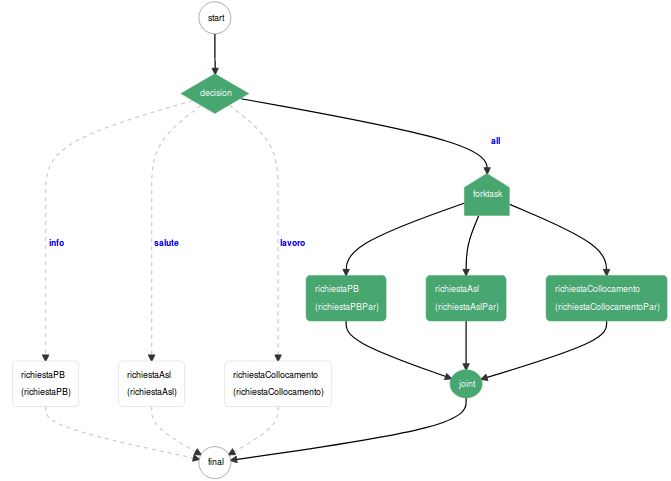 start
decision
all
forktask
info
salute
lavoro
richiestaPB
(richiestaPBPar)
richiestaAsl
(richiestaAslPar)
richiestaCollocamento
(richiestaCollocamentoPar)
richiestaPB
(richiestaPB)
richiestaAsl
(richiestaAsl)
richiestaCollocamento
(richiestaCollocamento)
joint
final